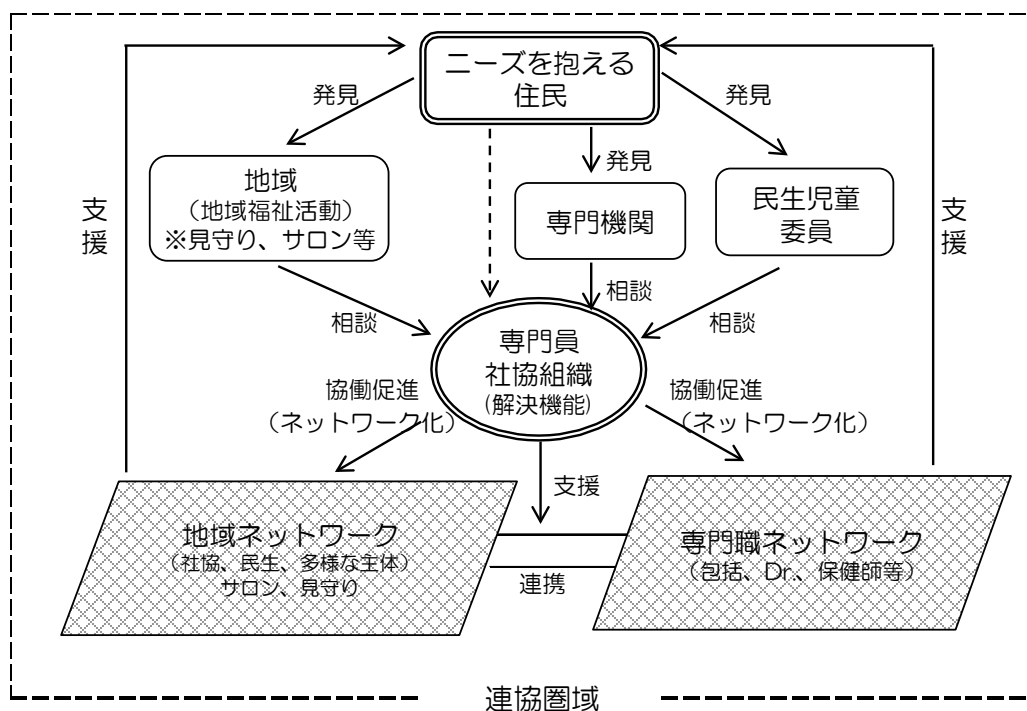 ニーズを抱える
住民
発見
発見
発見
支
援
地域
（地域福祉活動）
※見守り、サロン等
専門機関
民生児童
委員
支
援
相談
相談
相談
専門員
社協組織
(解決機能)
協働促進
（ネットワーク化）
協働促進
（ネットワーク化）
支援
地域ネットワーク
（社協、民生、多様な主体）
サロン、見守り
連携
専門職ネットワーク
（包括、Dr.、保健師等）
連協圏域